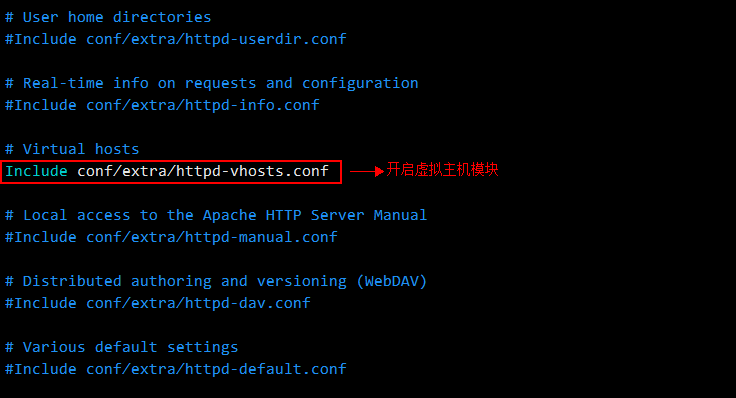 # User home directories
#Include conf/extra/httpd-userdir.conf
# Real-time info on requests and configuration
#Include conf/extra/httpd-info.conf
# Virtual hosts
Include conf/extra/httpd-vhosts.conf 开启虚拟主机模块
# Local access to the Apache HTTP Server Manual
#Include conf/extra/httpd-manual.conf
# Distributed authoring and versioning (WebDAV)
#Include conf/extra/httpd-dav.conf
# Various default settings
#Include conf/extra/httpd-default.conf